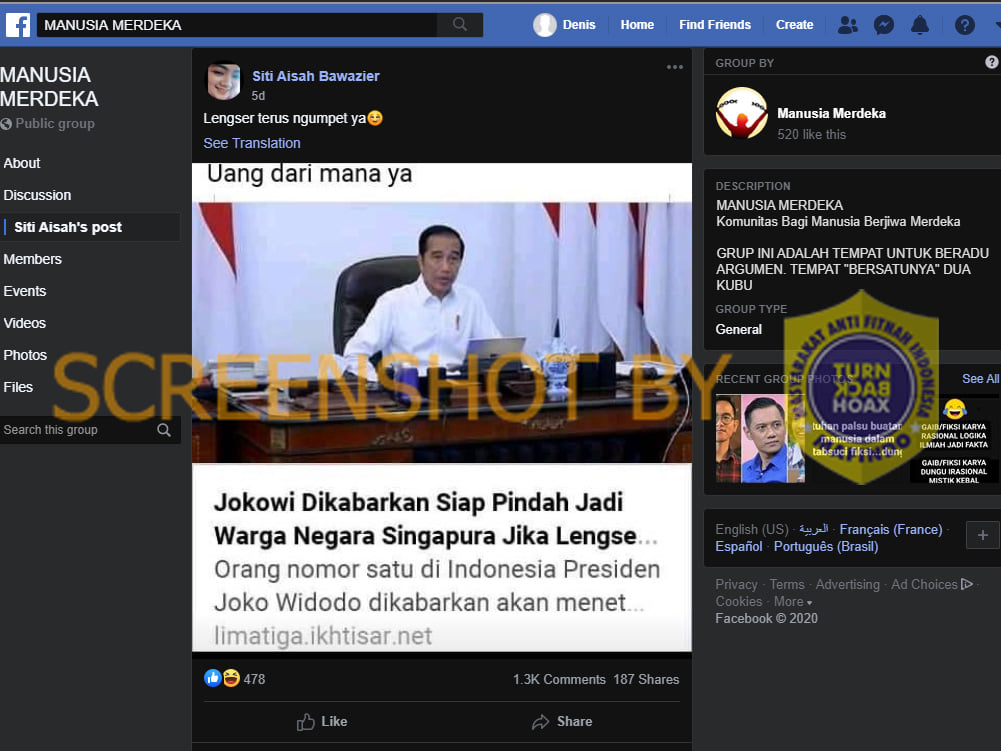 MANUSIA MERDEKA
Denis
Home
Find Friends
Create
MANUSIA
MERDEKA
Public group
About
Discussion
Siti Aisah's post
Members
Events
Videos
Photos
Files
Search this group
Siti Aisah Bawazier
5d
Lengser terus ngumpet ya
See Translation
Uang dari mana ya
SCREENSHOT BY
Jokowi Dikabarkan Siap Pindah Jadi
Warga Negara Singapura Jika Lengse...
Orang nomor satu di Indonesia Presiden
Joko Widodo dikabarkan akan menet...
limatiga.ikhtisar.net
478
1.3K Comments 187 Shares
Like
Share
GROUP BY
Manusia Merdeka
520 like this
DESCRIPTION
MANUSIA MERDEKA
Komunitas Bagi Manusia Berjiwa Merdeka
GRUP INI ADALAH TEMPAT UNTUK BERADU
ARGUMEN. TEMPAT "BERSATUNYA" DUA
KUBU
GROUP TYPE
General
ANTI FITNAH INDONESIA
TURN
BACK
HOAX
RECENT GROUP PHOTOS
See All
tuhan palsu buatan
manusia dalam
tabsuci fiksi...dung
GAIB/FIKSI KARYA
RASIONAL LOGIKA
ILMIAH JADI FAKTA
GAIB/FIKSI KARYA
DUNGU IRASIONAL
MISTIK KEBAL
English (US) · العربية · Français (France) ·
Español · Português (Brasil)
Privacy · Terms · Advertising · Ad Choices ·
Cookies · More
Facebook © 2020